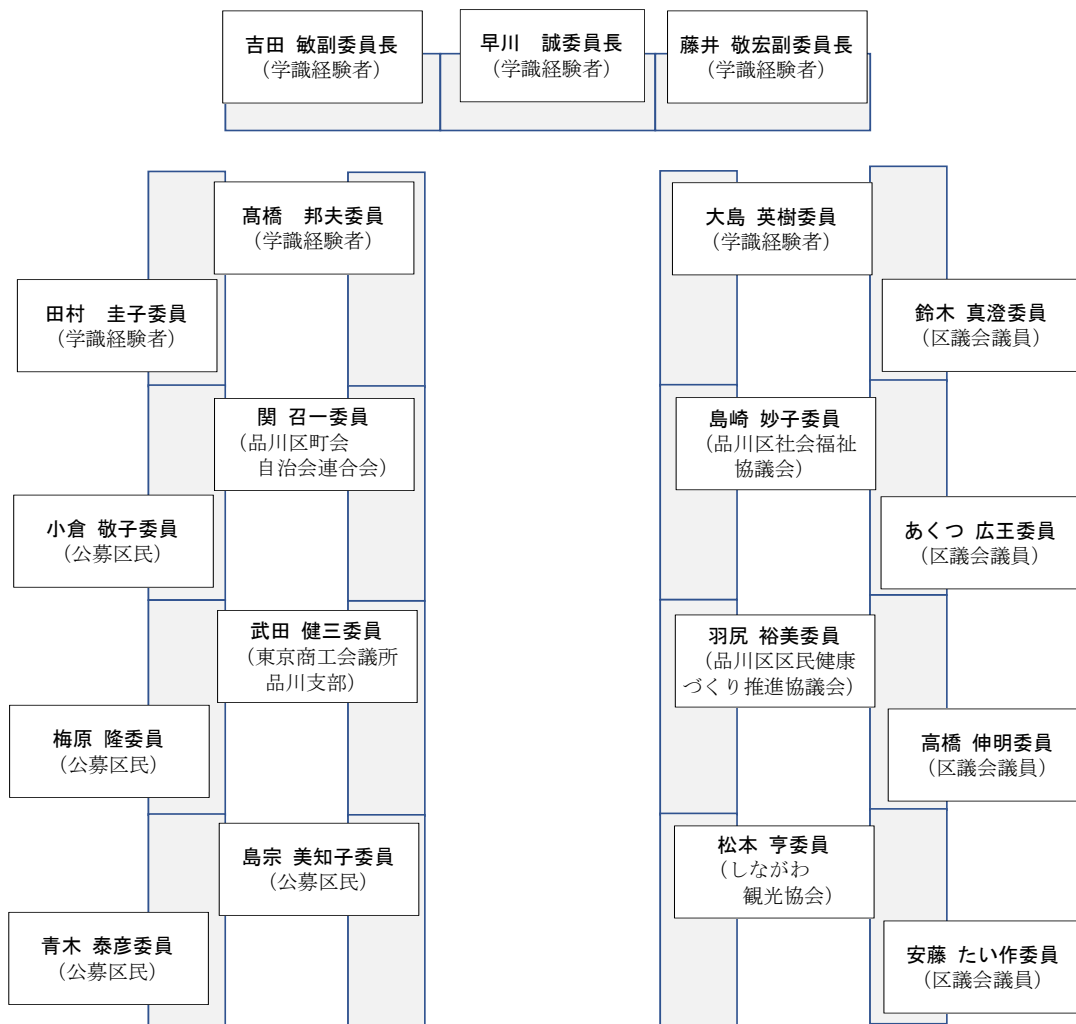 吉田 敏副委員長
（学識経験者）
早川　誠委員長
（学識経験者）
藤井 敬宏副委員長
（学識経験者）
髙橋　邦夫委員
（学識経験者）
大島 英樹委員
（学識経験者）
田村　圭子委員
（学識経験者）
鈴木 真澄委員
（区議会議員）
関 召一委員
（品川区町会
自治会連合会）
島崎 妙子委員
（品川区社会福祉
協議会）
小倉 敬子委員
（公募区民）
あくつ 広王委員
（区議会議員）
武田 健三委員
（東京商工会議所
品川支部）
羽尻 裕美委員
（品川区区民健康
づくり推進協議会）
梅原 隆委員
（公募区民）
高橋 伸明委員
（区議会議員）
島宗 美知子委員
（公募区民）
松本 亨委員
（しながわ
観光協会）
青木 泰彦委員
（公募区民）
安藤 たい作委員
（区議会議員）